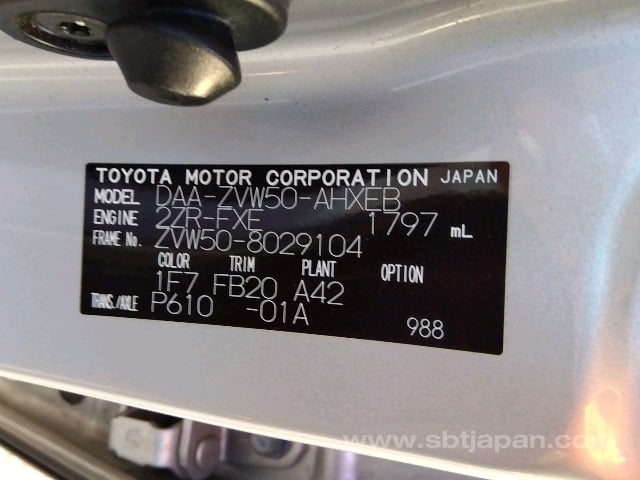 TOYOTA MOTOR CORPORATION JAPAN
MODEL DAA-ZVW50-AHXEB
ENGINE 2ZR-FXE 1797 mL
FRAME No. ZVW50-8029104
COLOR TRIM PLANT OPTION
1F7 FB20 A42
TRANS./AXLE P610 -01A
988
www.sbtjapan.com